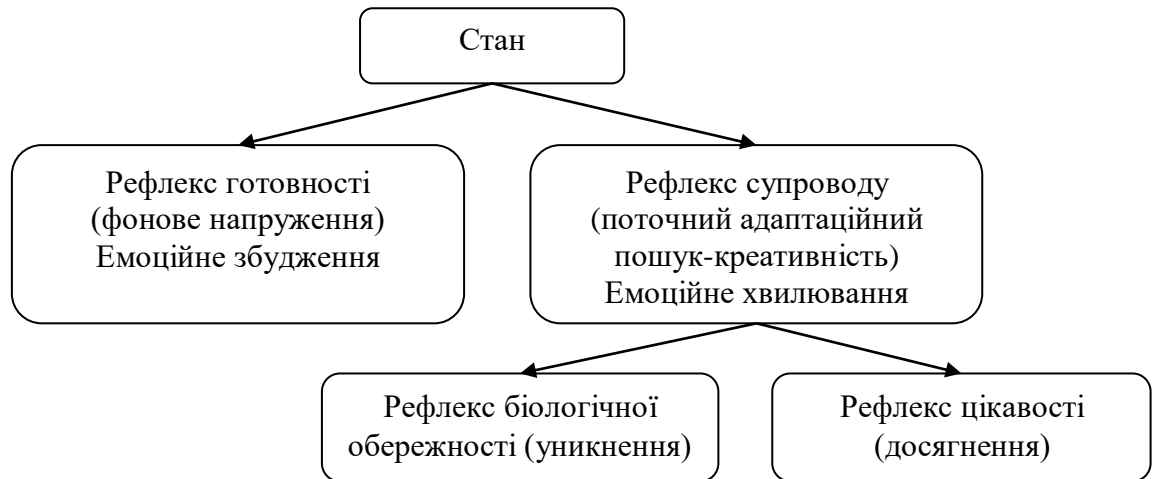 Стан
Рефлекс готовності
(фонове напруження)
Емоційне збудження
Рефлекс супроводу
(поточний адаптаційний
пошук-креативність)
Емоційне хвилювання
Рефлекс біологічної
обережності (уникнення)
Рефлекс цікавості
(досягнення)